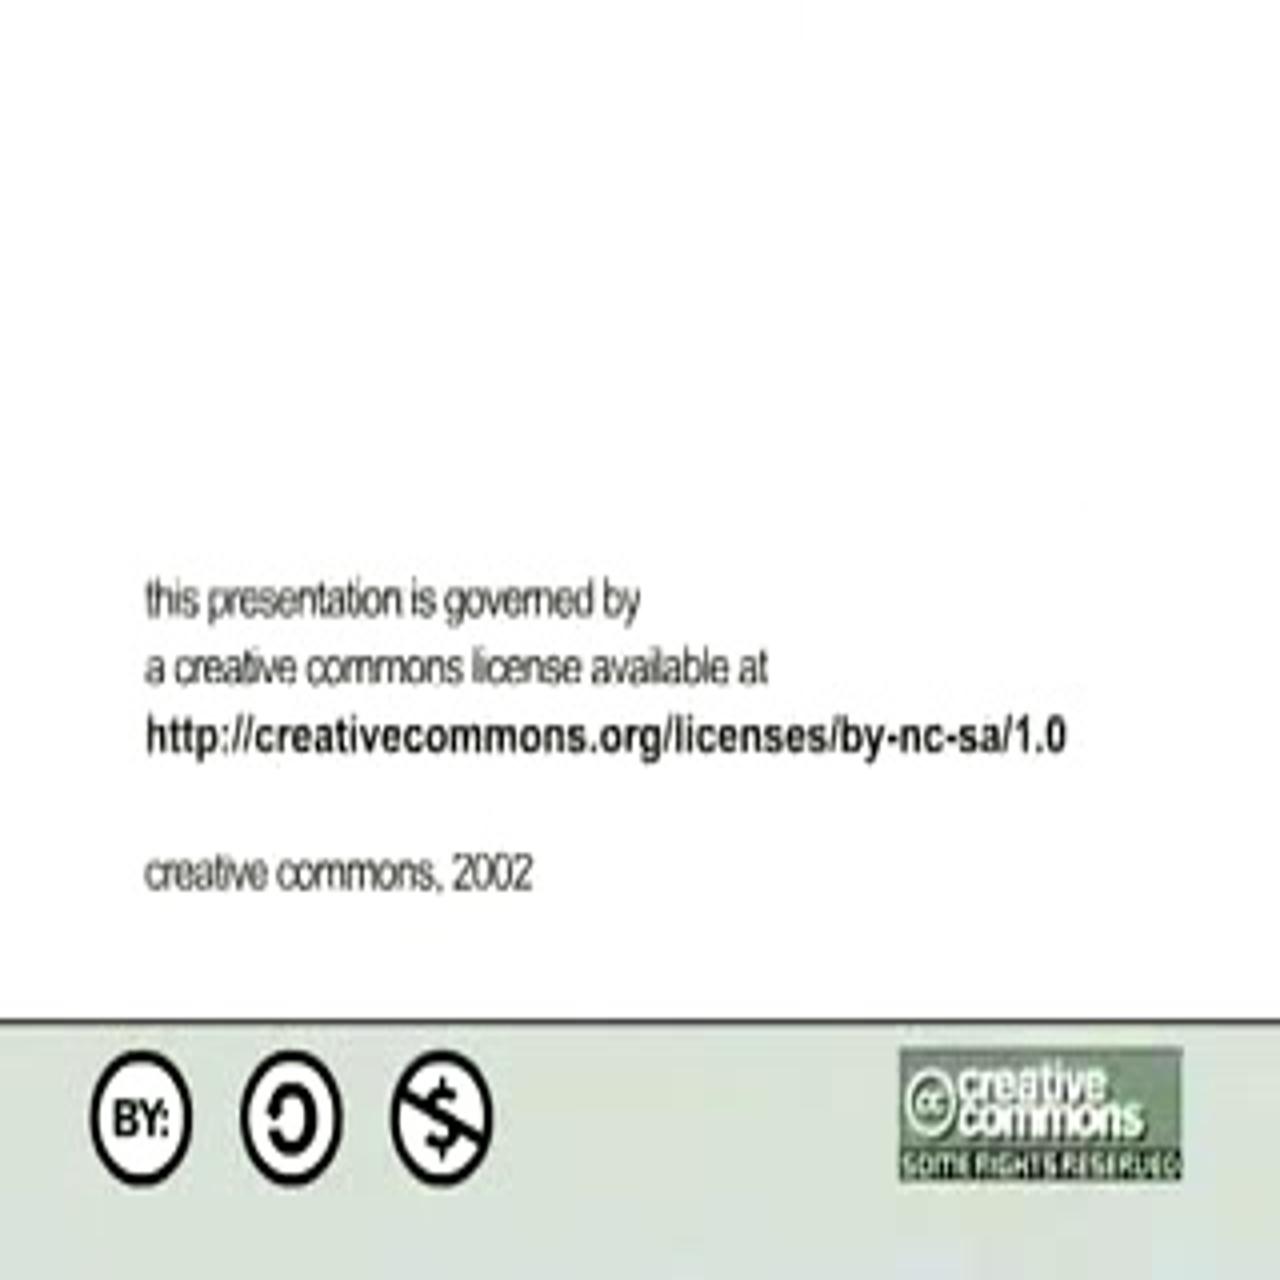 this presentation is governed by
a creative commons license available at
http://creativecommons.org/licenses/by-nc-sa/1.0
creative commons, 2002
BY:
cc creative
commons
SOME RIGHTS RESERVED